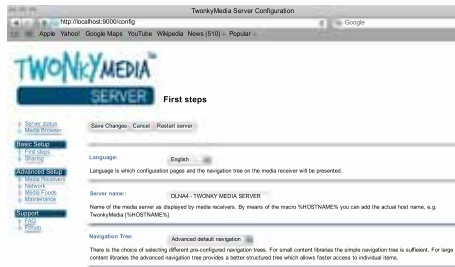 TwonkyMedia Server Configuration
http://localhost:9000/config
Google
Apple Yahoo! Google Maps YouTube Wikipedia News (510) Popular
TWONKYMEDIA™
SERVER
First steps
Server status
Media Browser
Save Changes Cancel Restart server
Basic Setup
First steps
Sharing
Language:
English
Language is which configuration pages and the navigation tree on the media receiver will be presented.
Advanced Setup
Media Receivers
Network
Media Feeds
Maintenance
Server name::
DLNA4 - TWONKY MEDIA SERVER
Name of the media server as displayed by media receivers. By means of the macro %HOSTNAME% you can add the actual host name, e.g.
TwonkyMedia [%HOSTNAME%]
Support
FAQ
Forum
Navigation Tree:
Advanced default navigation
There is the choice of selecting different pre-configured navigation trees. For small content libraries the simple navigation tree is suffieient. For large
content libraries the advanced navigation tree provides a better structured tree which allows faster access to individual items.